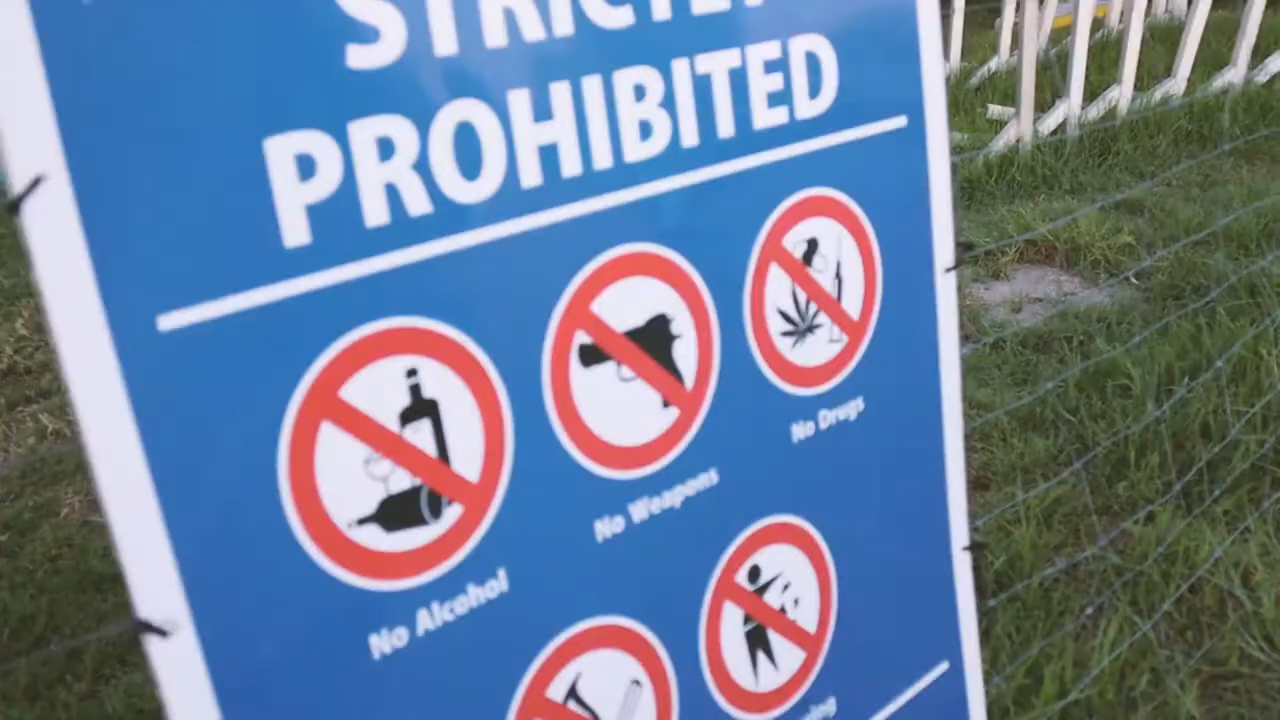 STRICTLY
PROHIBITED
No Alcohol
No Weapons
No Drugs